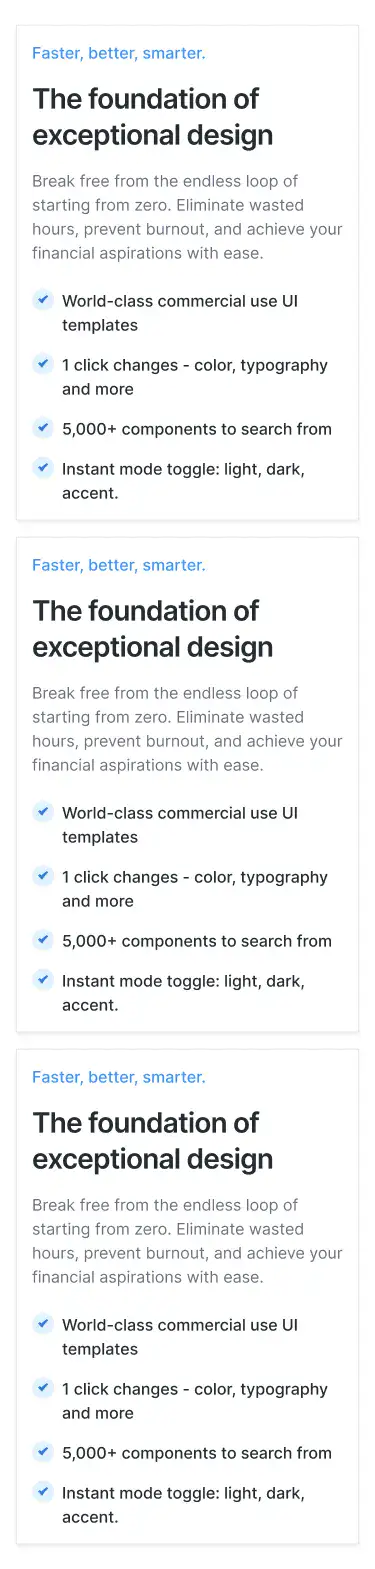 Faster, better, smarter.
The foundation of
exceptional design
Break free from the endless loop of
starting from zero. Eliminate wasted
hours, prevent burnout, and achieve your
financial aspirations with ease.
World-class commercial use UI
templates
1 click changes - color, typography
and more
5,000+ components to search from
Instant mode toggle: light, dark,
accent.
Faster, better, smarter.
The foundation of
exceptional design
Break free from the endless loop of
starting from zero. Eliminate wasted
hours, prevent burnout, and achieve your
financial aspirations with ease.
World-class commercial use UI
templates
1 click changes - color, typography
and more
5,000+ components to search from
Instant mode toggle: light, dark,
accent.
Faster, better, smarter.
The foundation of
exceptional design
Break free from the endless loop of
starting from zero. Eliminate wasted
hours, prevent burnout, and achieve your
financial aspirations with ease.
World-class commercial use UI
templates
1 click changes - color, typography
and more
5,000+ components to search from
Instant mode toggle: light, dark,
accent.